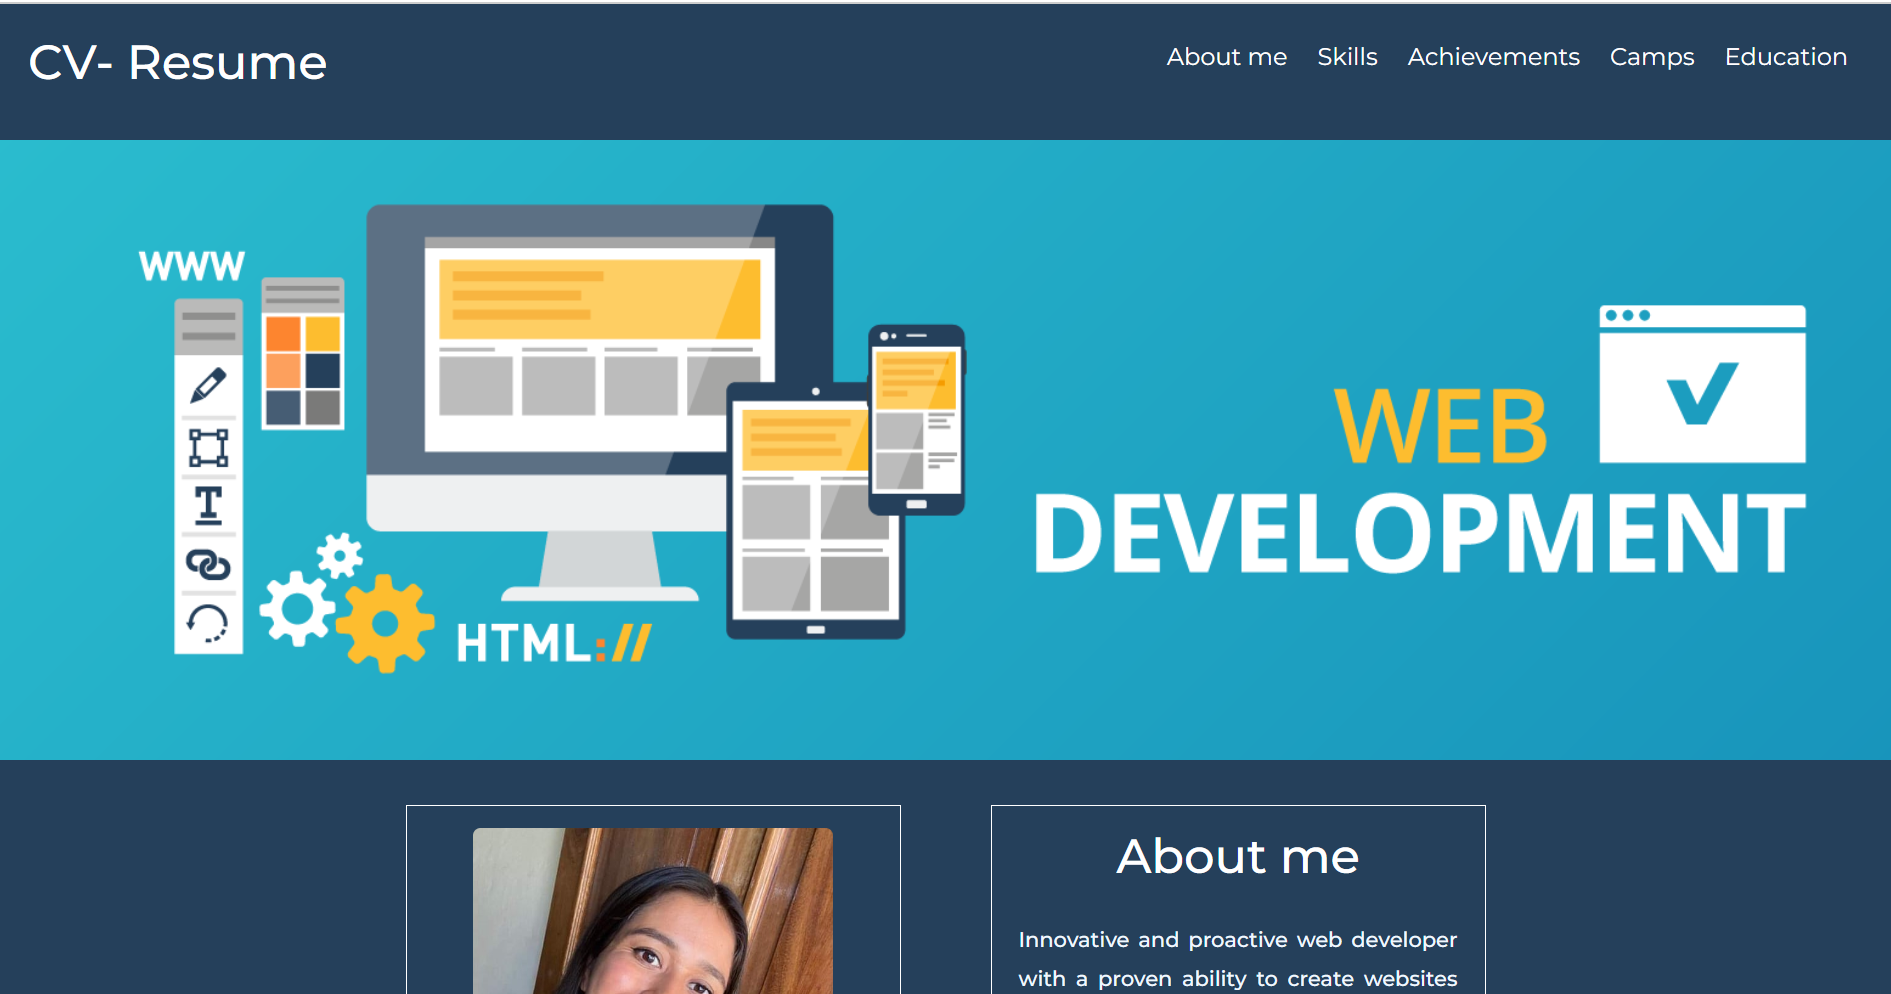 CV- Resume
About me Skills Achievements Camps Education
WWW
WEB
DEVELOPMENT
T
HTML://
About me
Innovative and proactive web developer
with a proven ability to create websites